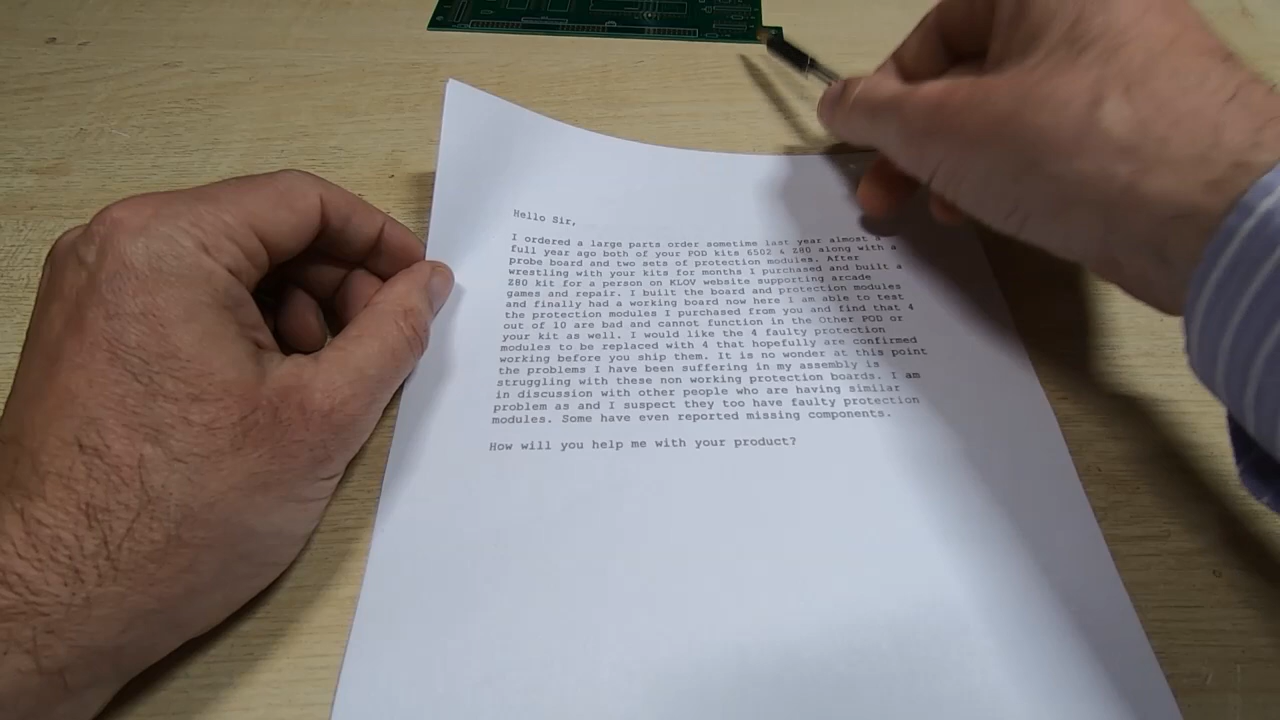 Hello Sir,
I ordered a large parts order sometime last year almost a
full year ago both of your POD kits 6502 & Z80 along with a
probe board and two sets of protection modules. After
wrestling with your kits for months I purchased and built a
Z80 kit for a person on KLOV website supporting arcade
games and repair. I built the board and protection modules
and finally had a working board now here I am able to test
the protection modules I purchased from you and find that 4
out of 10 are bad and cannot function in the Other POD or
your kit as well. I would like the 4 faulty protection
modules to be replaced with 4 that hopefully are confirmed
working before you ship them. It is no wonder at this point
the problems I have been suffering in my assembly is
struggling with these non working protection boards. I am
in discussion with other people who are having similar
problem as and I suspect they too have faulty protection
modules. Some have even reported missing components.
How will you help me with your product?